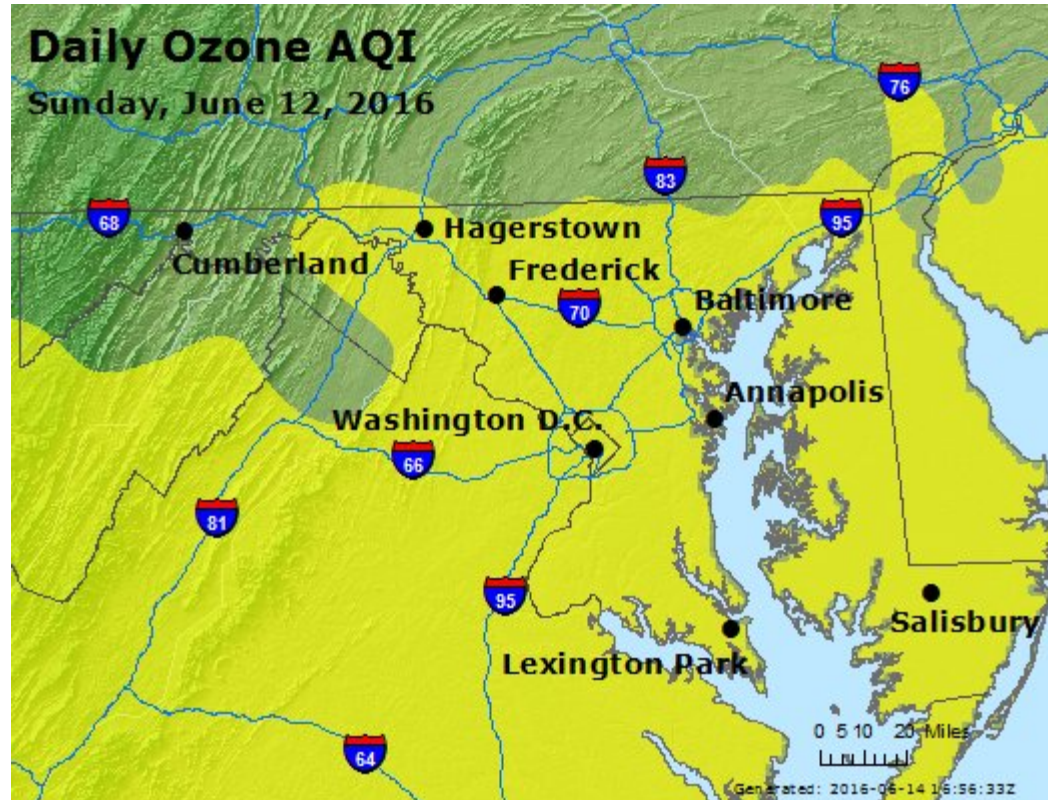 Daily Ozone AQI
Sunday, June 12, 2016
76
83
68
95
Hagerstown
Cumberland
Frederick
70
Baltimore
Annapolis
Washington D.C.
66
81
95
Salisbury
Lexington Park
0 5 10 20 Miles
64
Generated: 2016-06-14 16:56:33Z